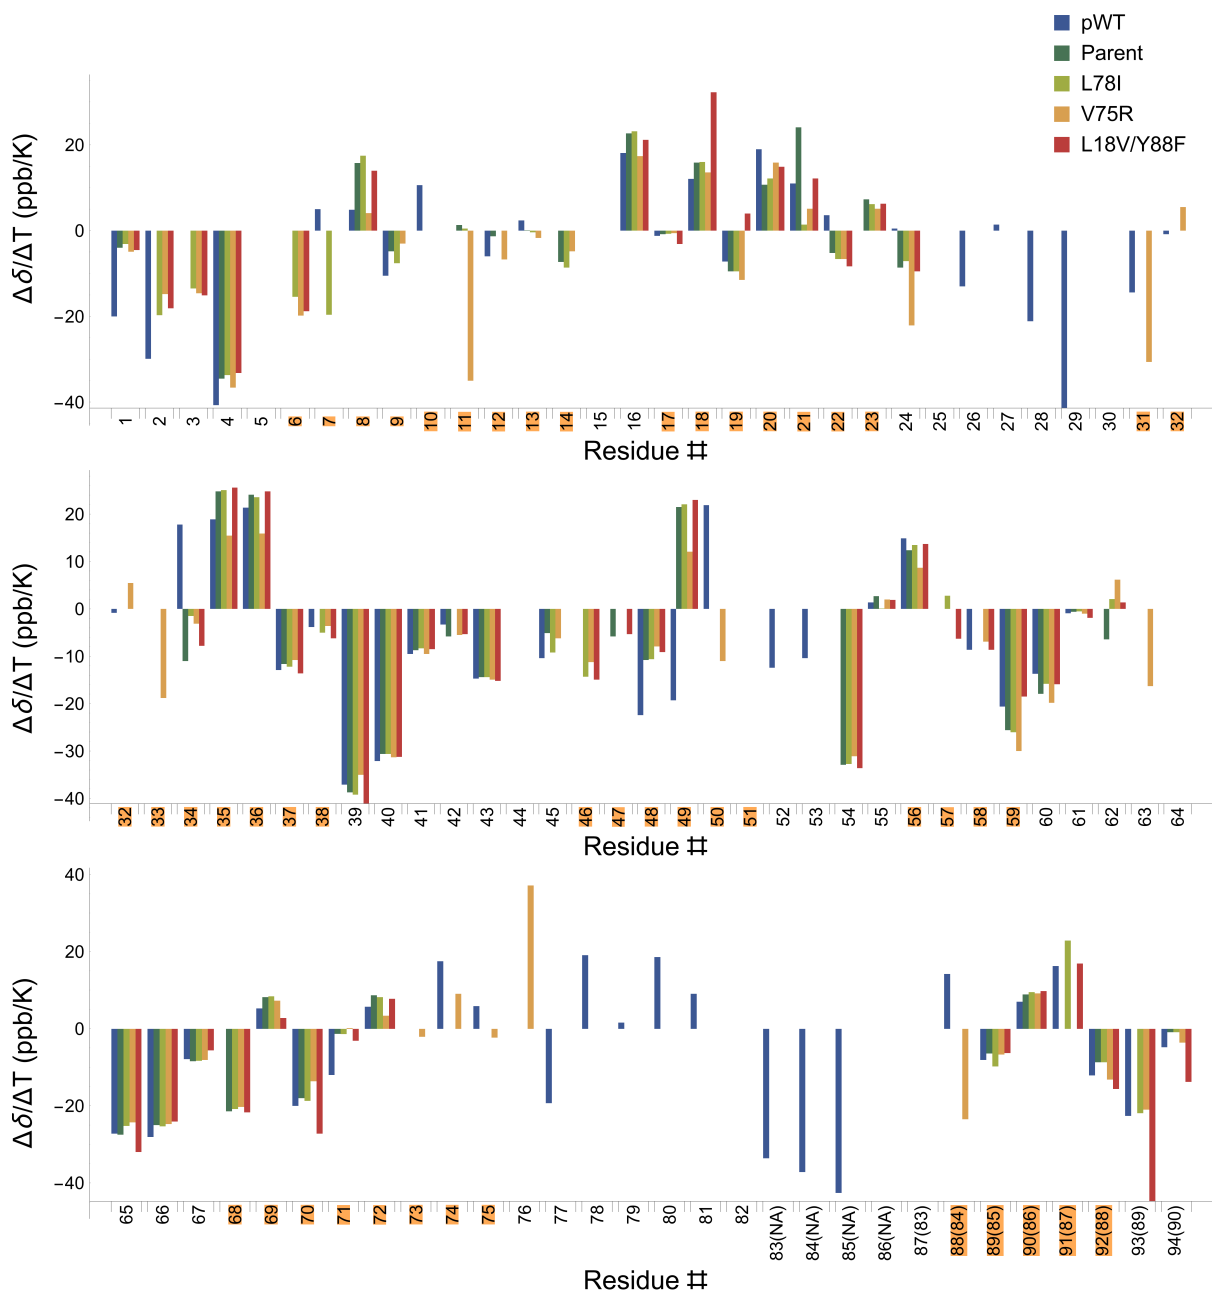 pWT
Parent
L78I
V75R
L18V/Y88F
Δδ/ΔT (ppb/K)
20
0
−20
−40
1 2 3 4 5 6 7 8 9 10 11 12 13 14 15 16 17 18 19 20 21 22 23 24 25 26 27 28 29 30 31 32
Residue #
Δδ/ΔT (ppb/K)
20
10
0
−10
−20
−30
−40
32 33 34 35 36 37 38 39 40 41 42 43 44 45 46 47 48 49 50 51 52 53 54 55 56 57 58 59 60 61 62 63 64
Residue #
Δδ/ΔT (ppb/K)
40
20
0
−20
−40
65 66 67 68 69 70 71 72 73 74 75 76 77 78 79 80 81 82 83(NA) 84(NA) 85(NA) 86(NA) 87(83) 88(84) 89(85) 90(86) 91(87) 92(88) 93(89) 94(90)
Residue #